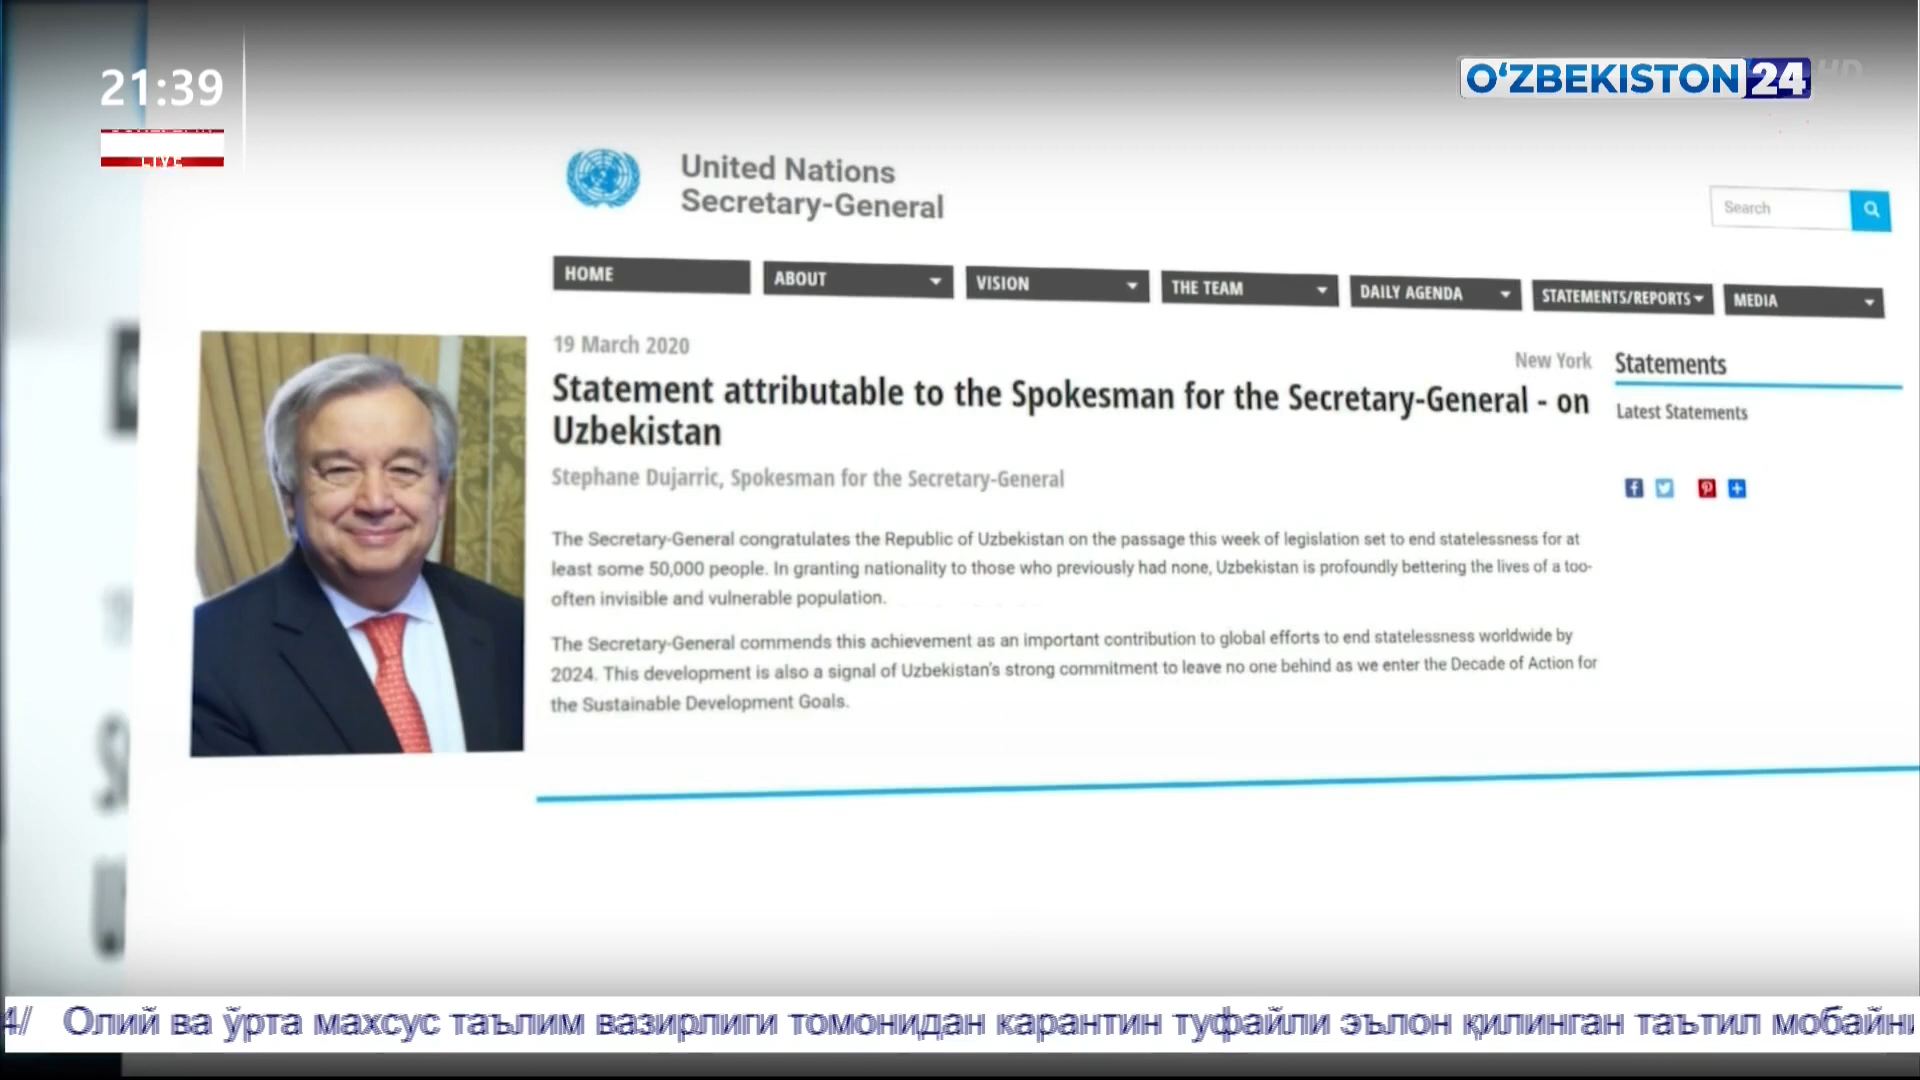 21:39
LIVE
O‘ZBEKISTON 24
HD
United Nations
Secretary-General
Search
HOME
ABOUT
VISION
THE TEAM
DAILY AGENDA
STATEMENTS/REPORTS
MEDIA
19 March 2020
New York
Statement attributable to the Spokesman for the Secretary-General - on
Uzbekistan
Stephane Dujarric, Spokesman for the Secretary-General
Statements
Latest Statements
The Secretary-General congratulates the Republic of Uzbekistan on the passage this week of legislation set to end statelessness for at
least some 50,000 people. In granting nationality to those who previously had none, Uzbekistan is profoundly bettering the lives of a too-
often invisible and vulnerable population.
The Secretary-General commends this achievement as an important contribution to global efforts to end statelessness worldwide by
2024. This development is also a signal of Uzbekistan's strong commitment to leave no one behind as we enter the Decade of Action for
the Sustainable Development Goals.
4// Олий ва ўрта махсус таълим вазирлиги томонидан карантин туфайли эълон қилинган таътил